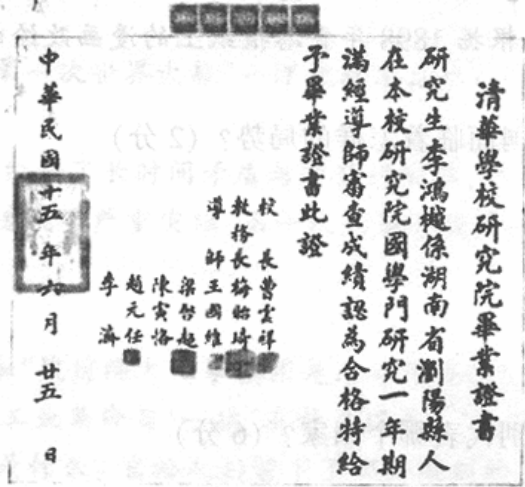 清華學校研究院畢業證書
研究生李鴻樾係湖南省瀏陽縣人
在本校研究院國學門研究一年期
滿經導師審查成績認為合格特給
予畢業證書此證
校長曹雲祥
教務長梅貽琦
導師王國維
梁啓超
陳寅恪
趙元任
李濟
中華民國十五年六月廿五日